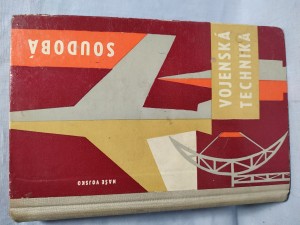 SOUDOBÁ
VOJENSKÁ
TECHNIKA
NAŠE VOJSKO